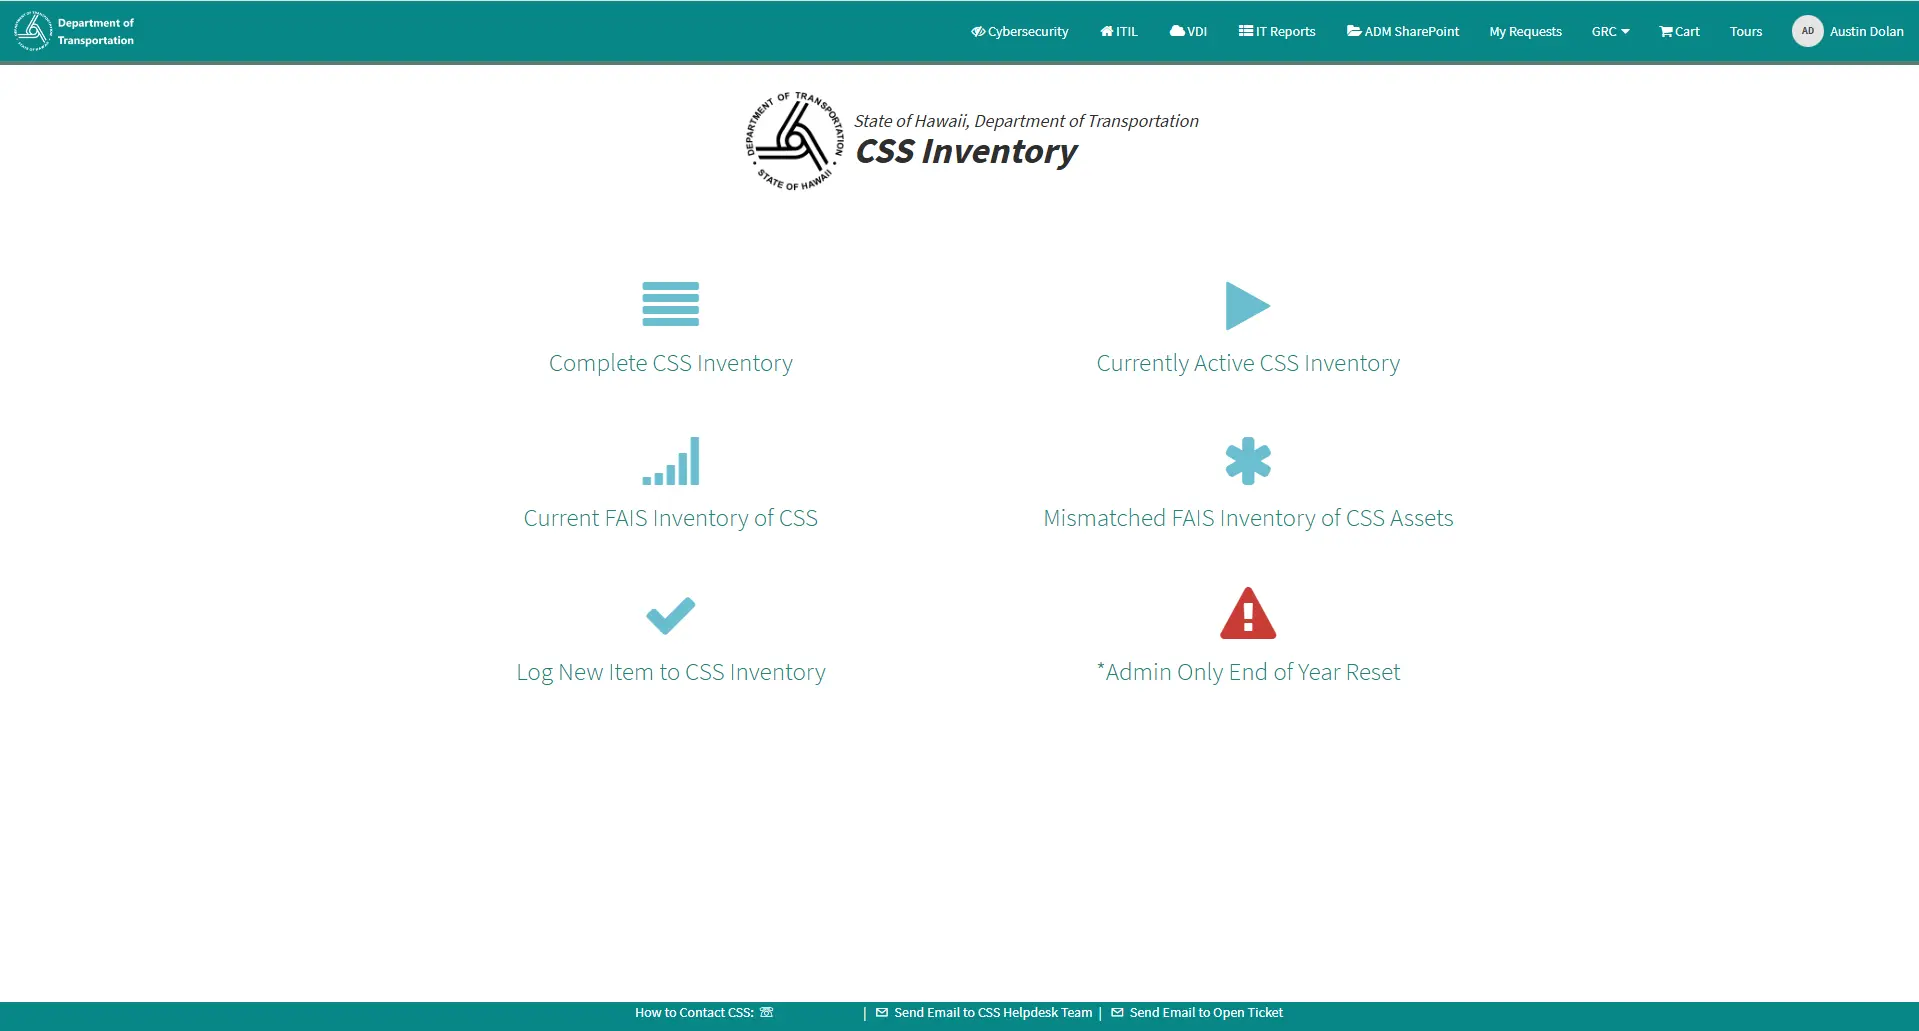 Department of
Transportation
Cybersecurity
ITIL
VDI
IT Reports
ADM SharePoint
My Requests
GRC
Cart
Tours
AD
Austin Dolan
DEPARTMENT OF TRANSPORTATION
STATE OF HAWAII
State of Hawaii, Department of Transportation
CSS Inventory
Complete CSS Inventory
Currently Active CSS Inventory
Current FAIS Inventory of CSS
Mismatched FAIS Inventory of CSS Assets
Log New Item to CSS Inventory
*Admin Only End of Year Reset
How to Contact CSS: ☏ | ✉ Send Email to CSS Helpdesk Team | ✉ Send Email to Open Ticket